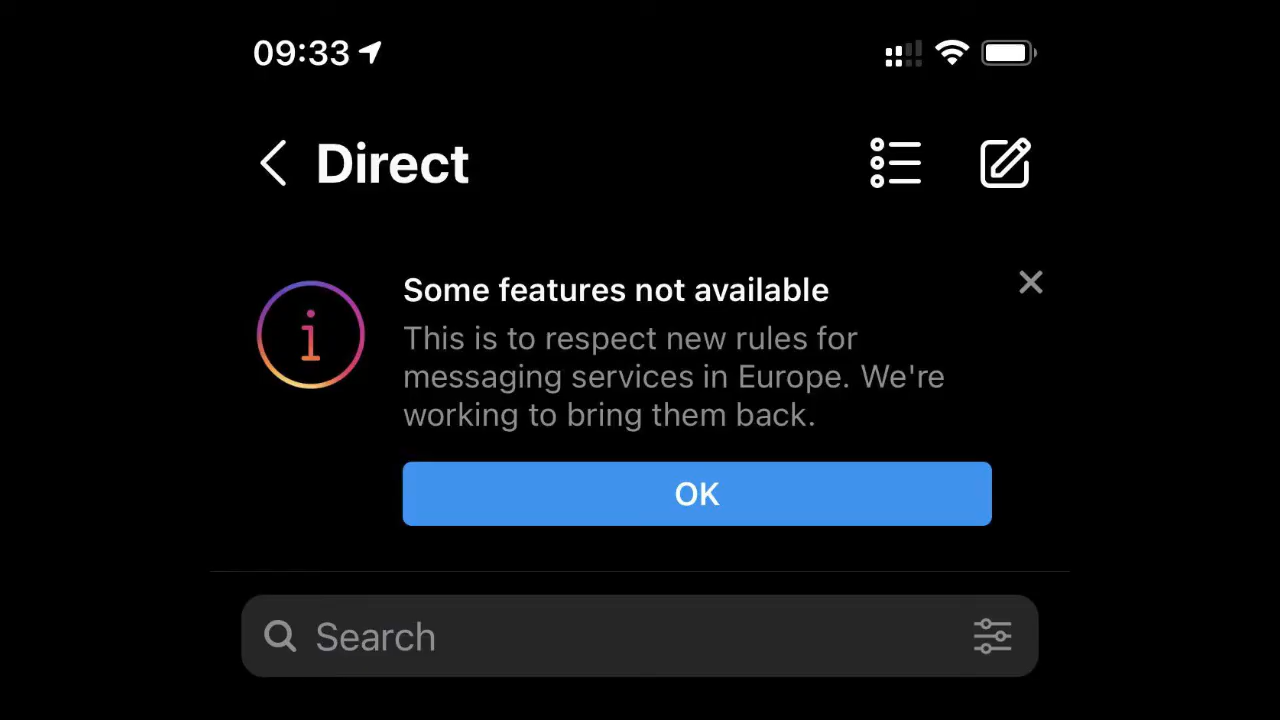 09:33
Direct
Some features not available
This is to respect new rules for
messaging services in Europe. We're
working to bring them back.
OK
Search